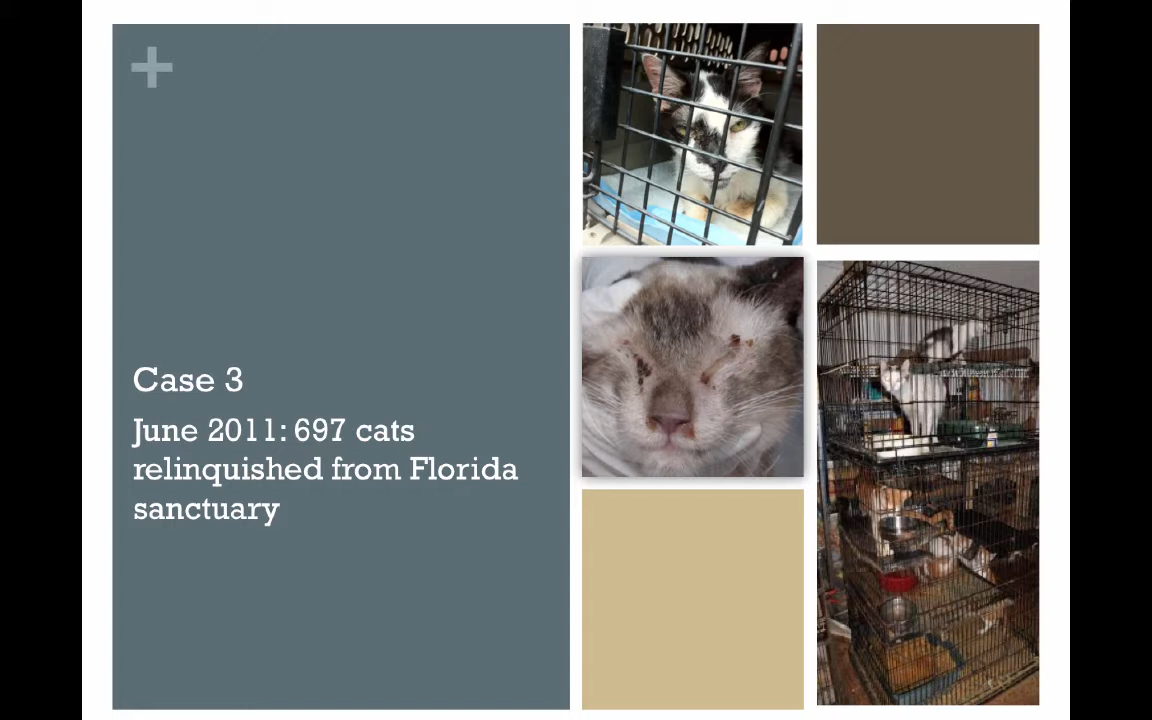 +
Case 3
June 2011: 697 cats
relinquished from Florida
sanctuary